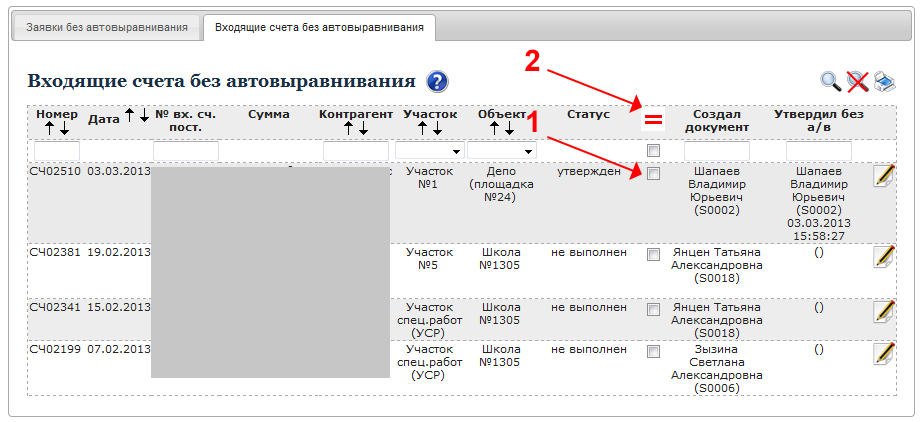 Заявки без автовыравнивания
Входящие счета без автовыравнивания
Входящие счета без автовыравнивания ?
2
1
Номер Дата № вх. сч. пост. Сумма Контрагент Участок Объект Статус = Создал документ Утвердил без а/в
СЧ02510 03.03.2013 Участок Депо утвержден Шапаев Шапаев
№1 (площадка Владимир Владимир
№24) Юрьевич Юрьевич
(S0002) (S0002)
03.03.2013
15:58:27
СЧ02381 19.02.2013 Участок Школа не выполнен Янцен Татьяна ()
№5 №1305 Александровна
(S0018)
СЧ02341 15.02.2013 Участок Школа не выполнен Янцен Татьяна ()
спец.работ №1305 Александровна
(УСР) (S0018)
СЧ02199 07.02.2013 Участок Школа не выполнен Зызина ()
спец.работ №1305 Светлана
(УСР) Александровна
(S0006)